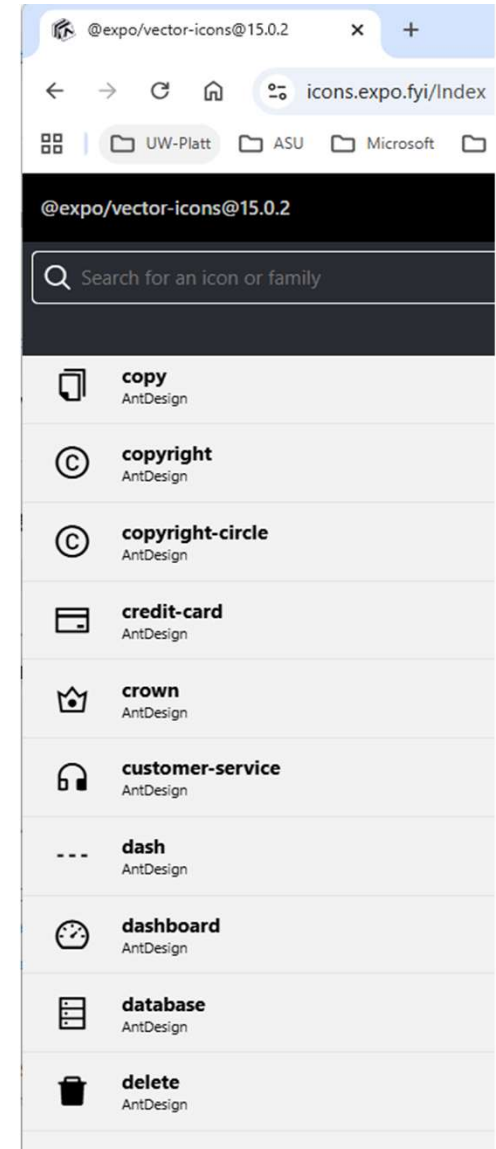 @expo/vector-icons@15.0.2
icons.expo.fyi/Index
UW-Platt ASU Microsoft
@expo/vector-icons@15.0.2
Search for an icon or family
copy
AntDesign
copyright
AntDesign
copyright-circle
AntDesign
credit-card
AntDesign
crown
AntDesign
customer-service
AntDesign
dash
AntDesign
dashboard
AntDesign
database
AntDesign
delete
AntDesign